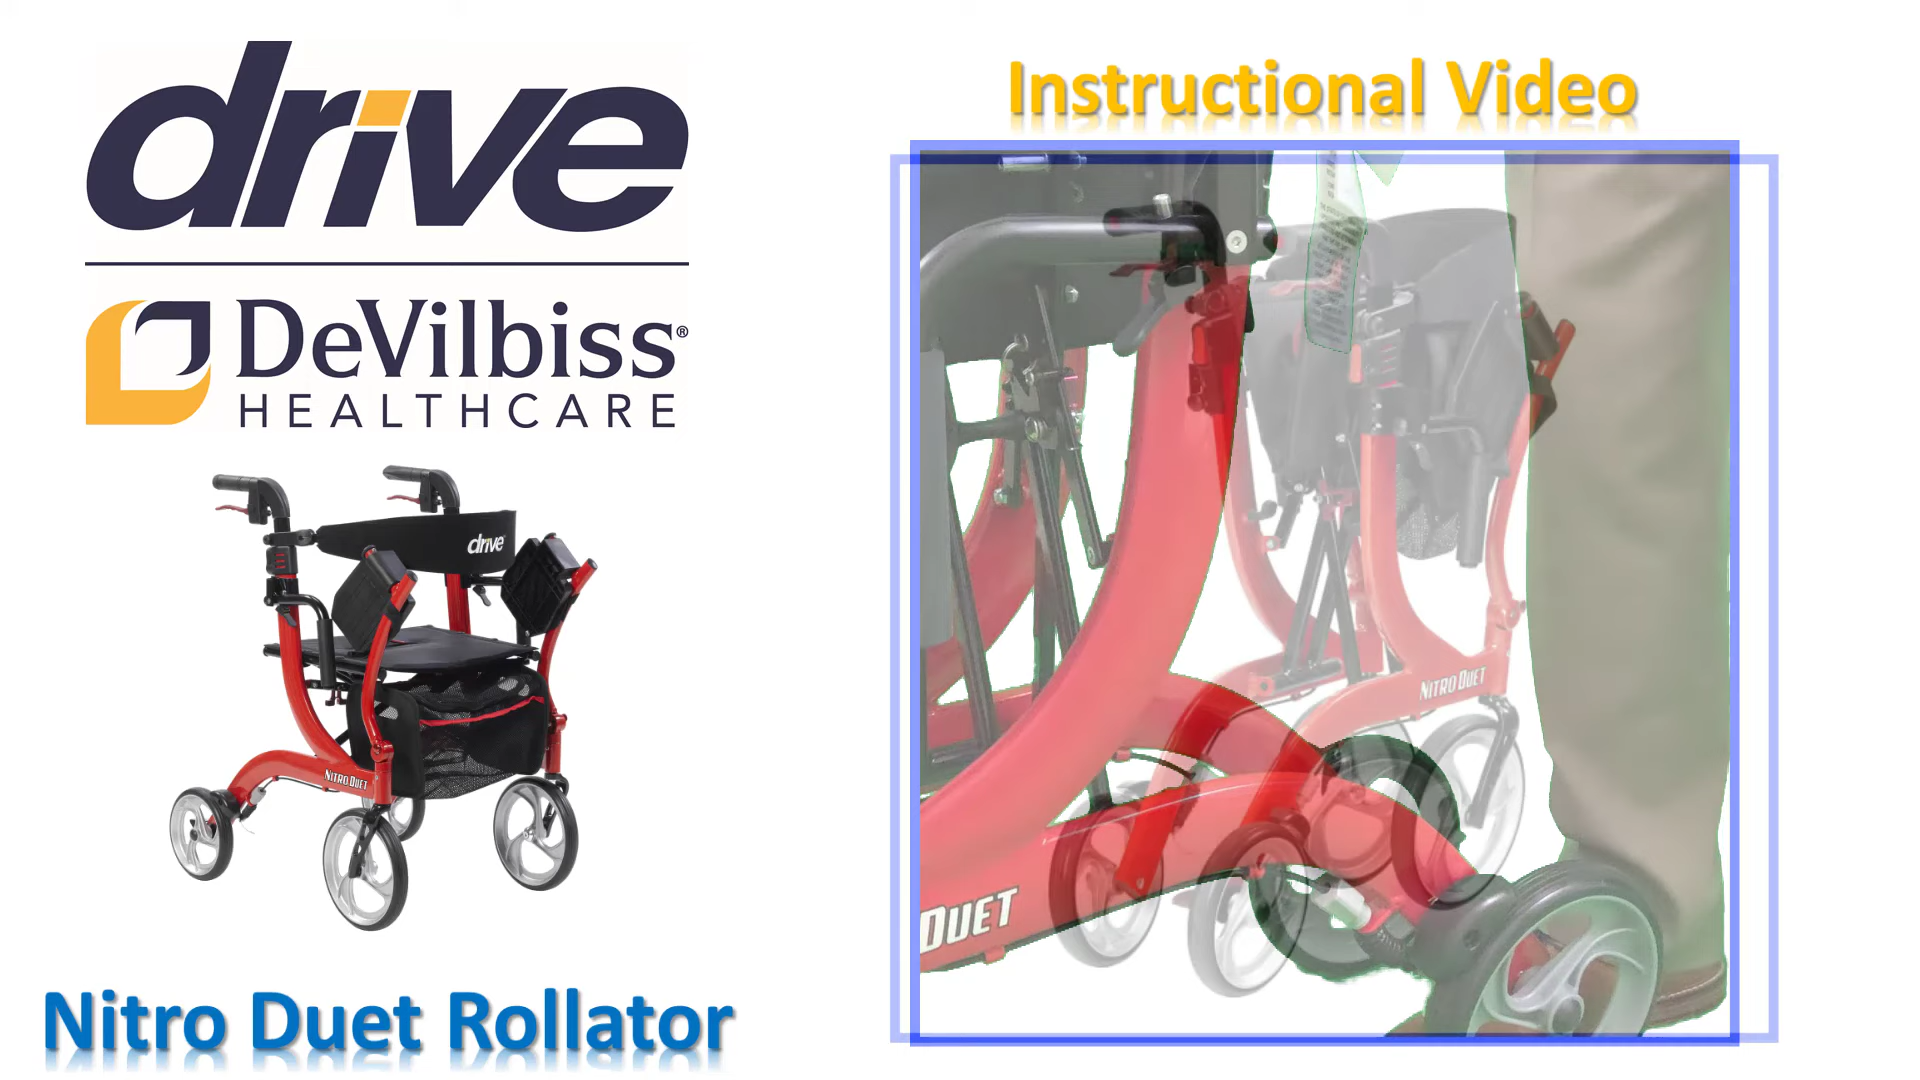 drive
DeVilbiss®
HEALTHCARE
Instructional Video
drive
NITRO DUET
NITRO DUET
DUET
Nitro Duet Rollator